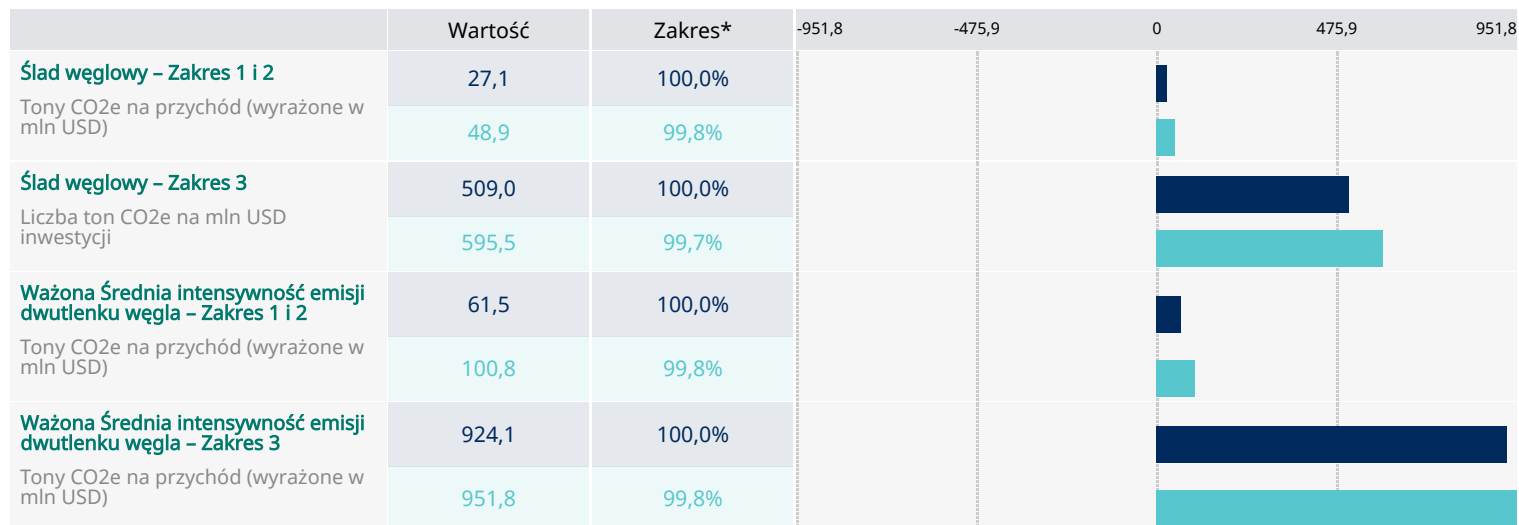 Wartość Zakres* -951,8 -475,9 0 475,9 951,8
Ślad węglowy – Zakres 1 i 2
Tony CO2e na przychód (wyrażone w
mln USD)
27,1 100,0%
48,9 99,8%
Ślad węglowy – Zakres 3
Liczba ton CO2e na mln USD
inwestycji
509,0 100,0%
595,5 99,7%
Ważona Średnia intensywność emisji
dwutlenku węgla – Zakres 1 i 2
Tony CO2e na przychód (wyrażone w
mln USD)
61,5 100,0%
100,8 99,8%
Ważona Średnia intensywność emisji
dwutlenku węgla – Zakres 3
Tony CO2e na przychód (wyrażone w
mln USD)
924,1 100,0%
951,8 99,8%